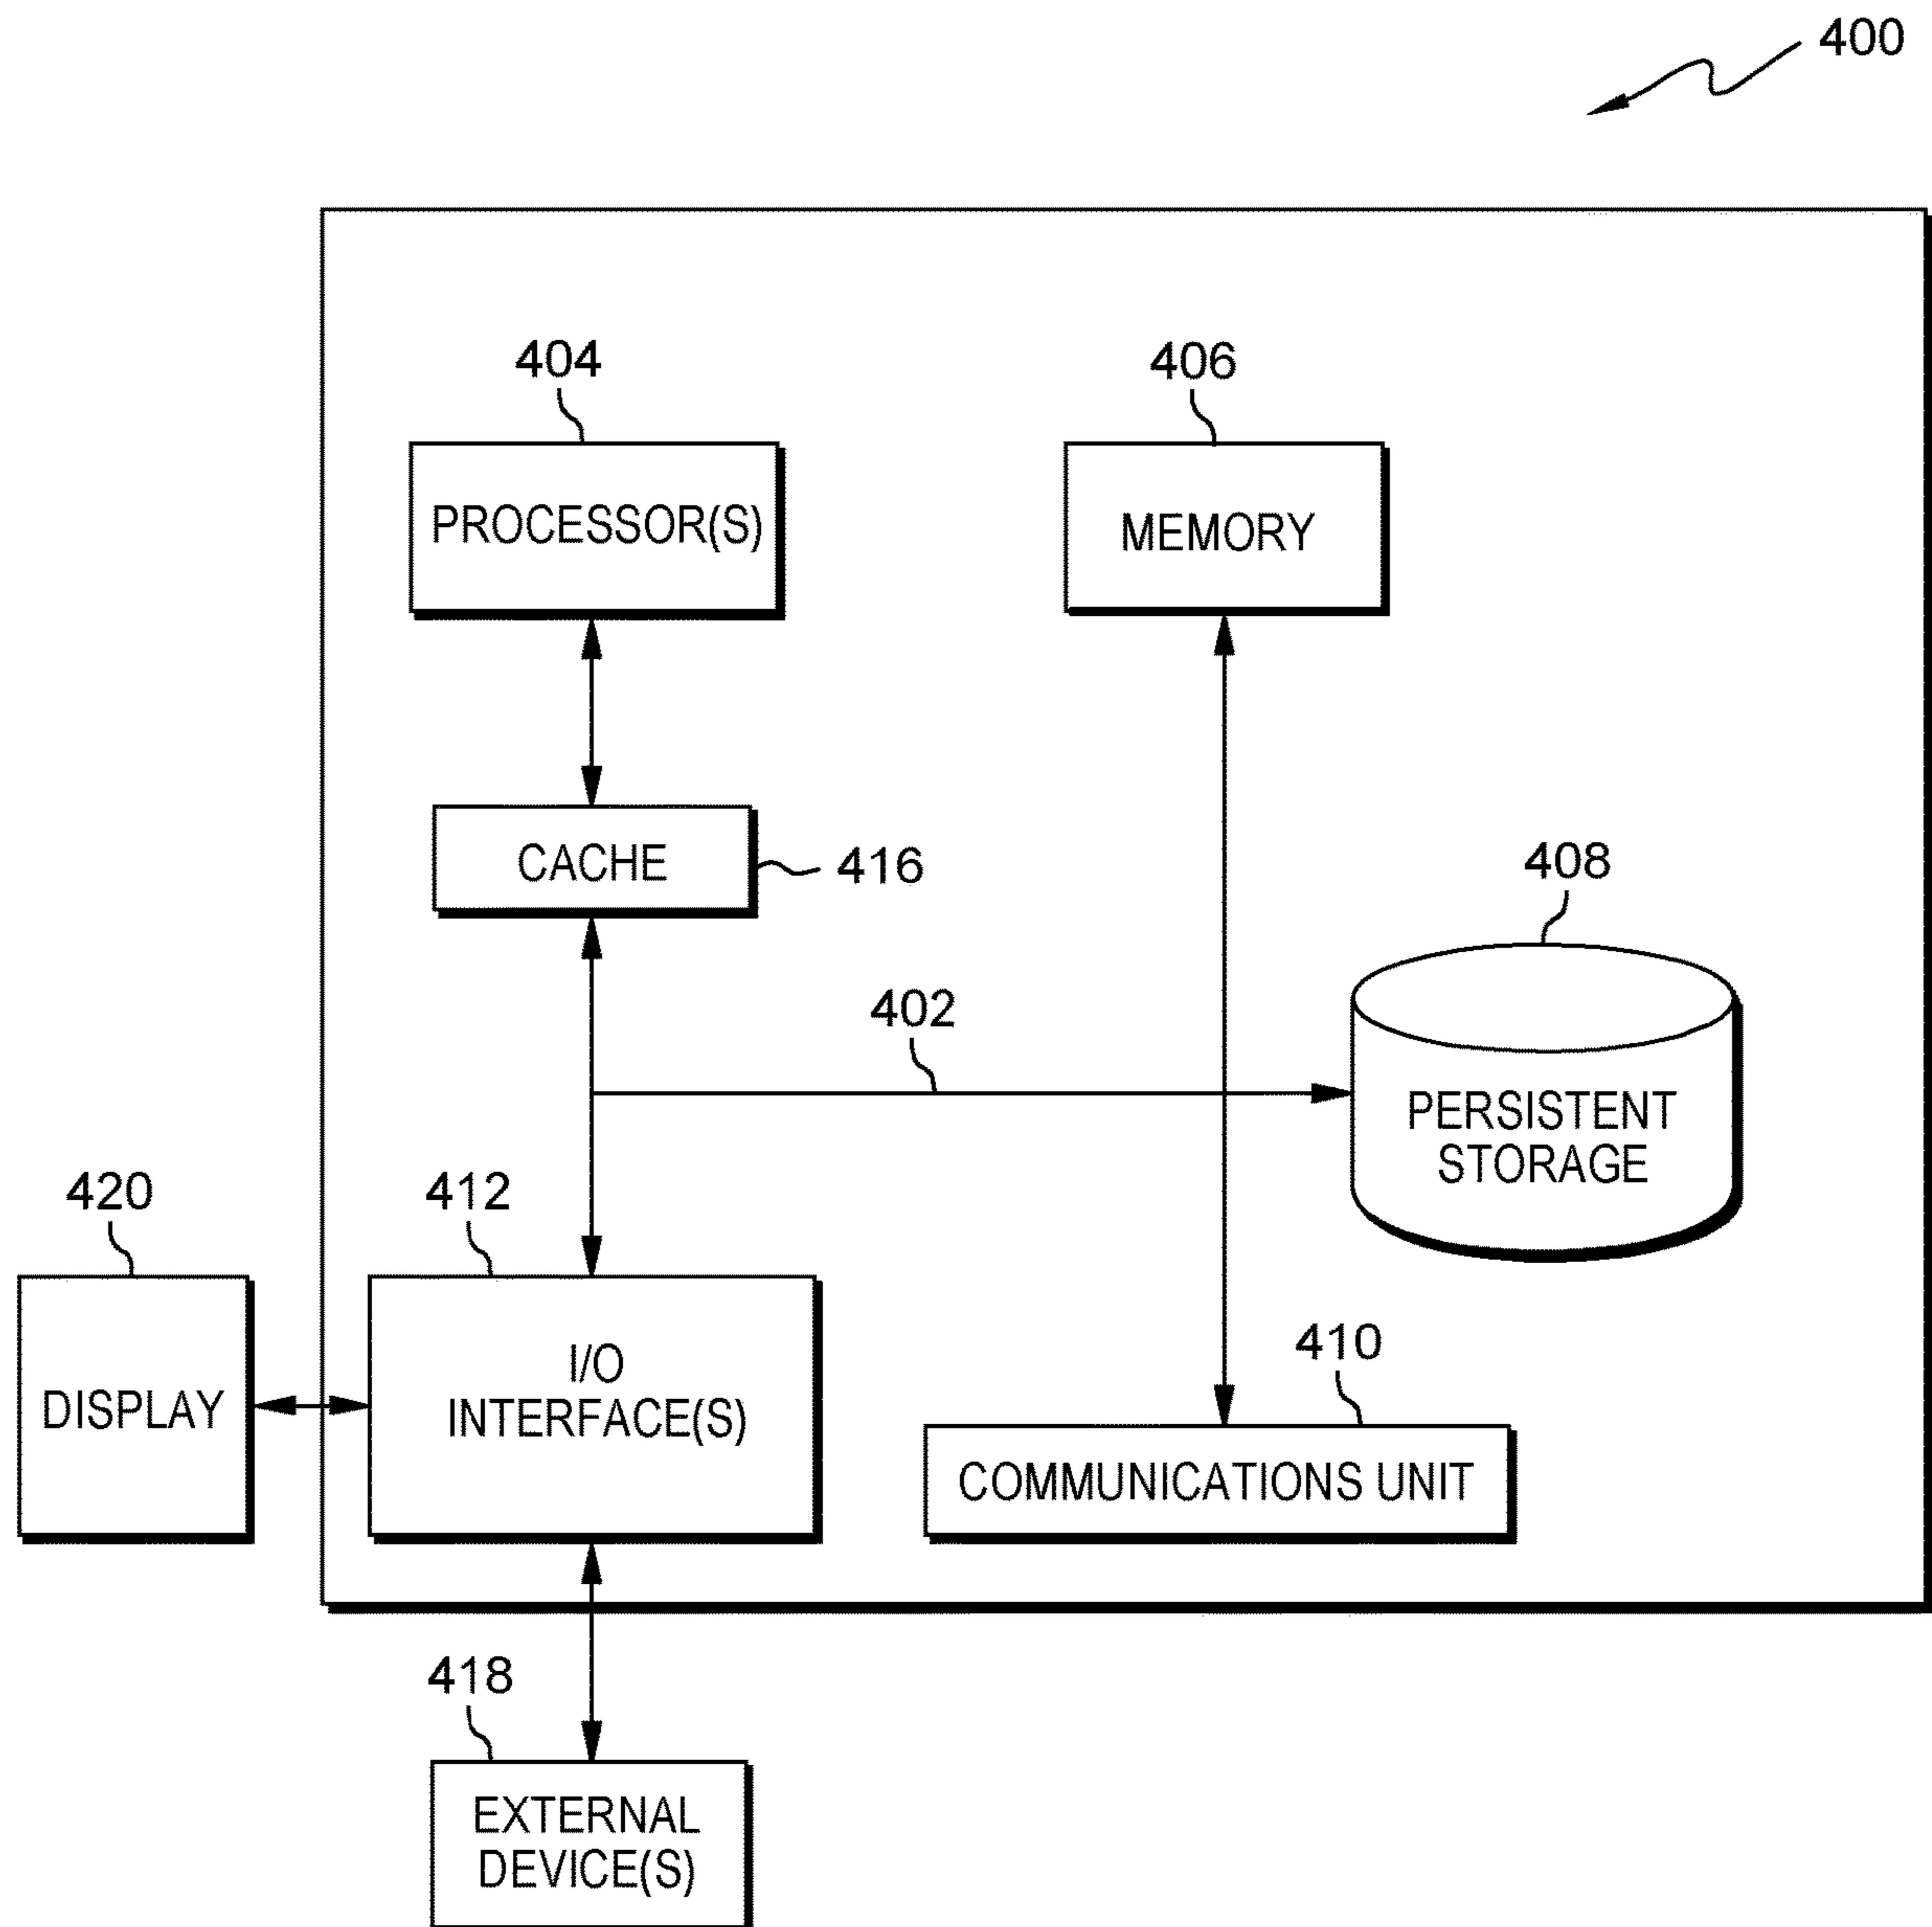 400
404
406
PROCESSOR(S)
MEMORY
CACHE
416
408
402
PERSISTENT
STORAGE
420
412
DISPLAY
I/O
INTERFACE(S)
410
COMMUNICATIONS UNIT
418
EXTERNAL
DEVICE(S)